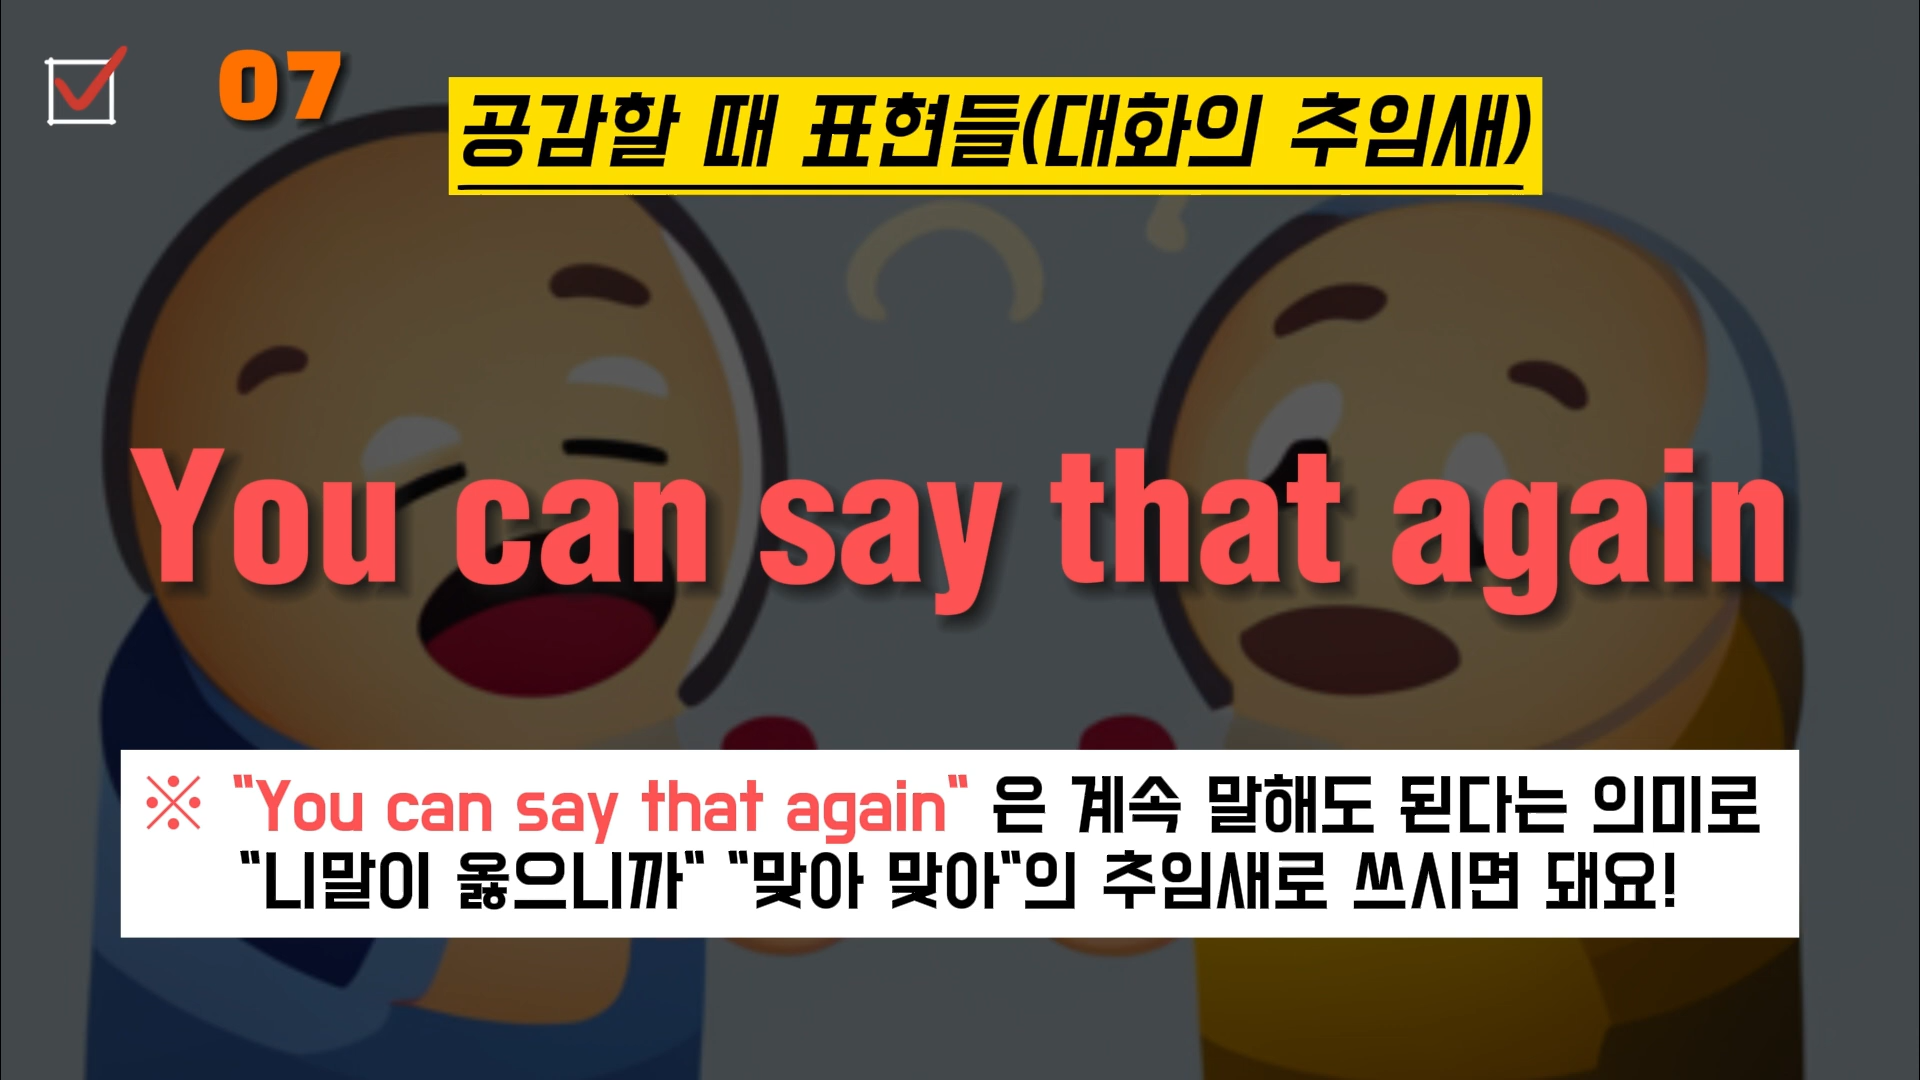 07
공감할 때 표현들(대화의 추임새)
You can say that again
※ "You can say that again" 은 계속 말해도 된다는 의미로
"니말이 옳으니까" "맞아 맞아"의 추임새로 쓰시면 돼요!